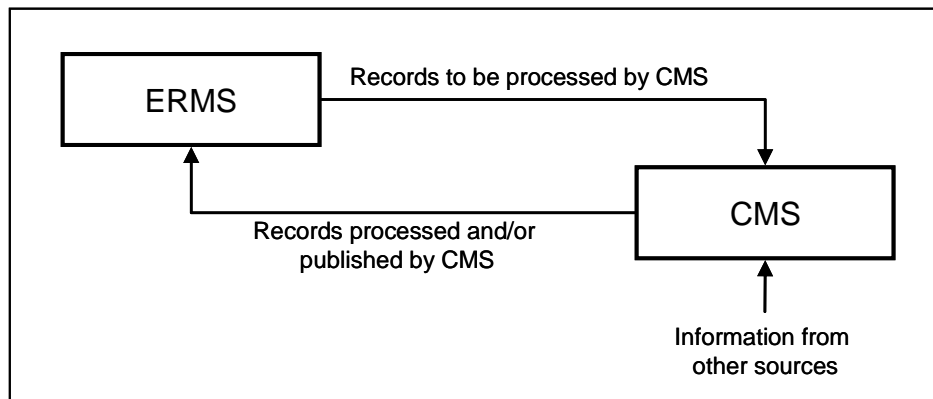 ERMS
Records to be processed by CMS
CMS
Records processed and/or
published by CMS
Information from
other sources